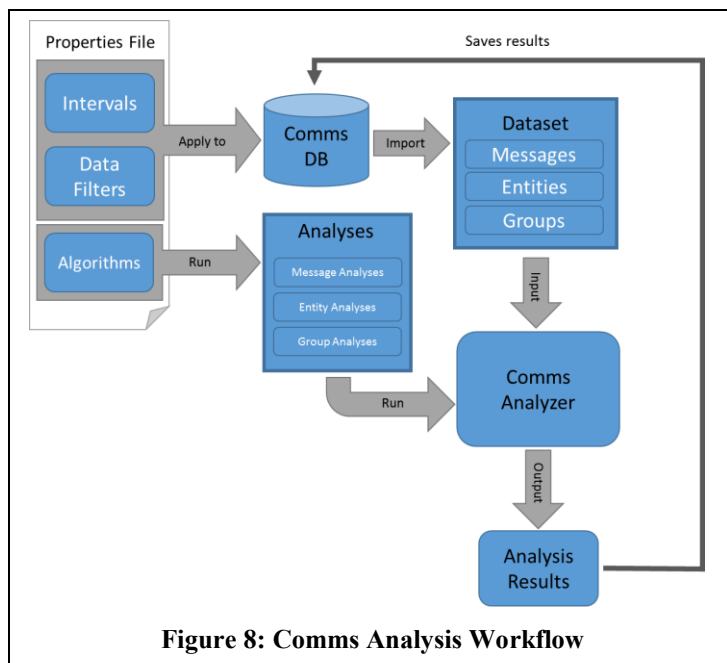 Properties File
Saves results
Intervals
Data
Filters
Apply to
Comms
DB
Import
Dataset
Messages
Entities
Groups
Algorithms
Run
Analyses
Message Analyses
Entity Analyses
Group Analyses
Input
Run
Comms
Analyzer
Output
Analysis
Results
Figure 8: Comms Analysis Workflow